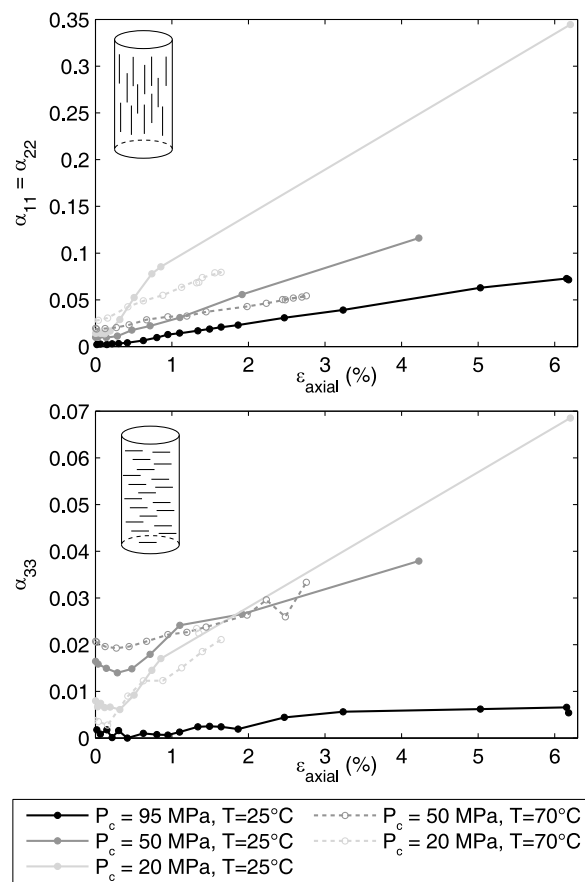 0.35
0.3
0.25
0.2
0.15
0.1
0.05
0
α11 = α22
0 1 2 3 4 5 6
εaxial (%)
0.07
0.06
0.05
0.04
0.03
0.02
0.01
0
α33
0 1 2 3 4 5 6
εaxial (%)
Pc = 95 MPa, T=25°C Pc = 50 MPa, T=70°C
Pc = 50 MPa, T=25°C Pc = 20 MPa, T=70°C
Pc = 20 MPa, T=25°C